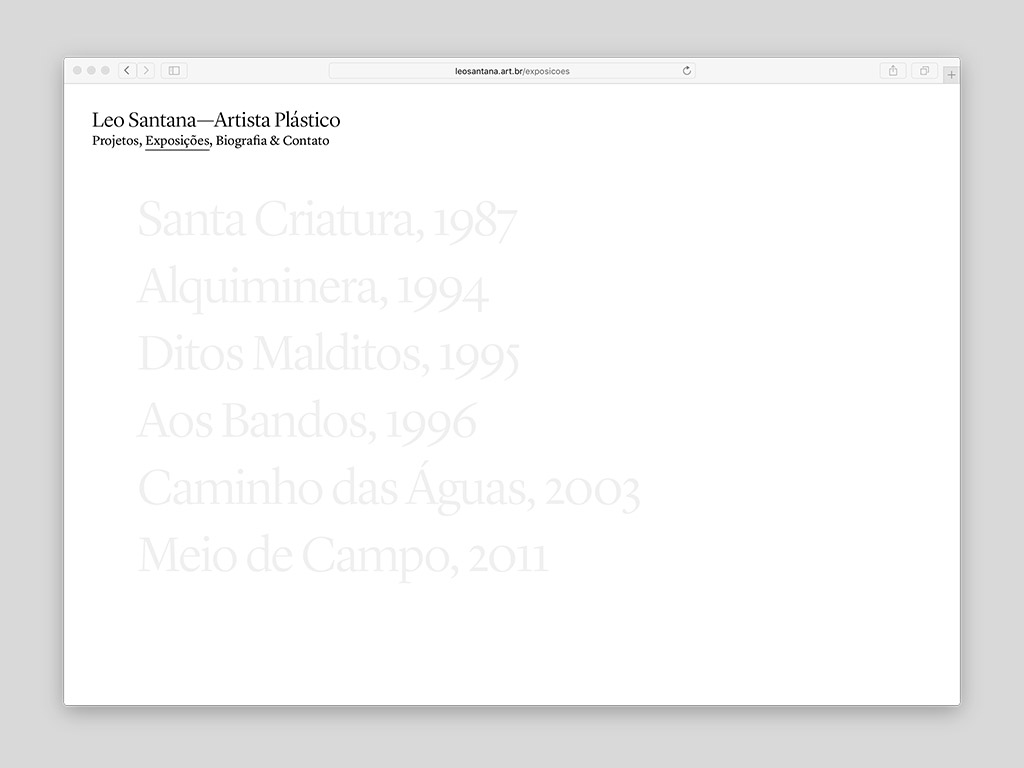 leosantana.art.br/exposicoes
Leo Santana—Artista Plástico
Projetos, Exposições, Biografia & Contato
Santa Criatura, 1987
Alquiminera, 1994
Ditos Malditos, 1995
Aos Bandos, 1996
Caminho das Águas, 2003
Meio de Campo, 2011